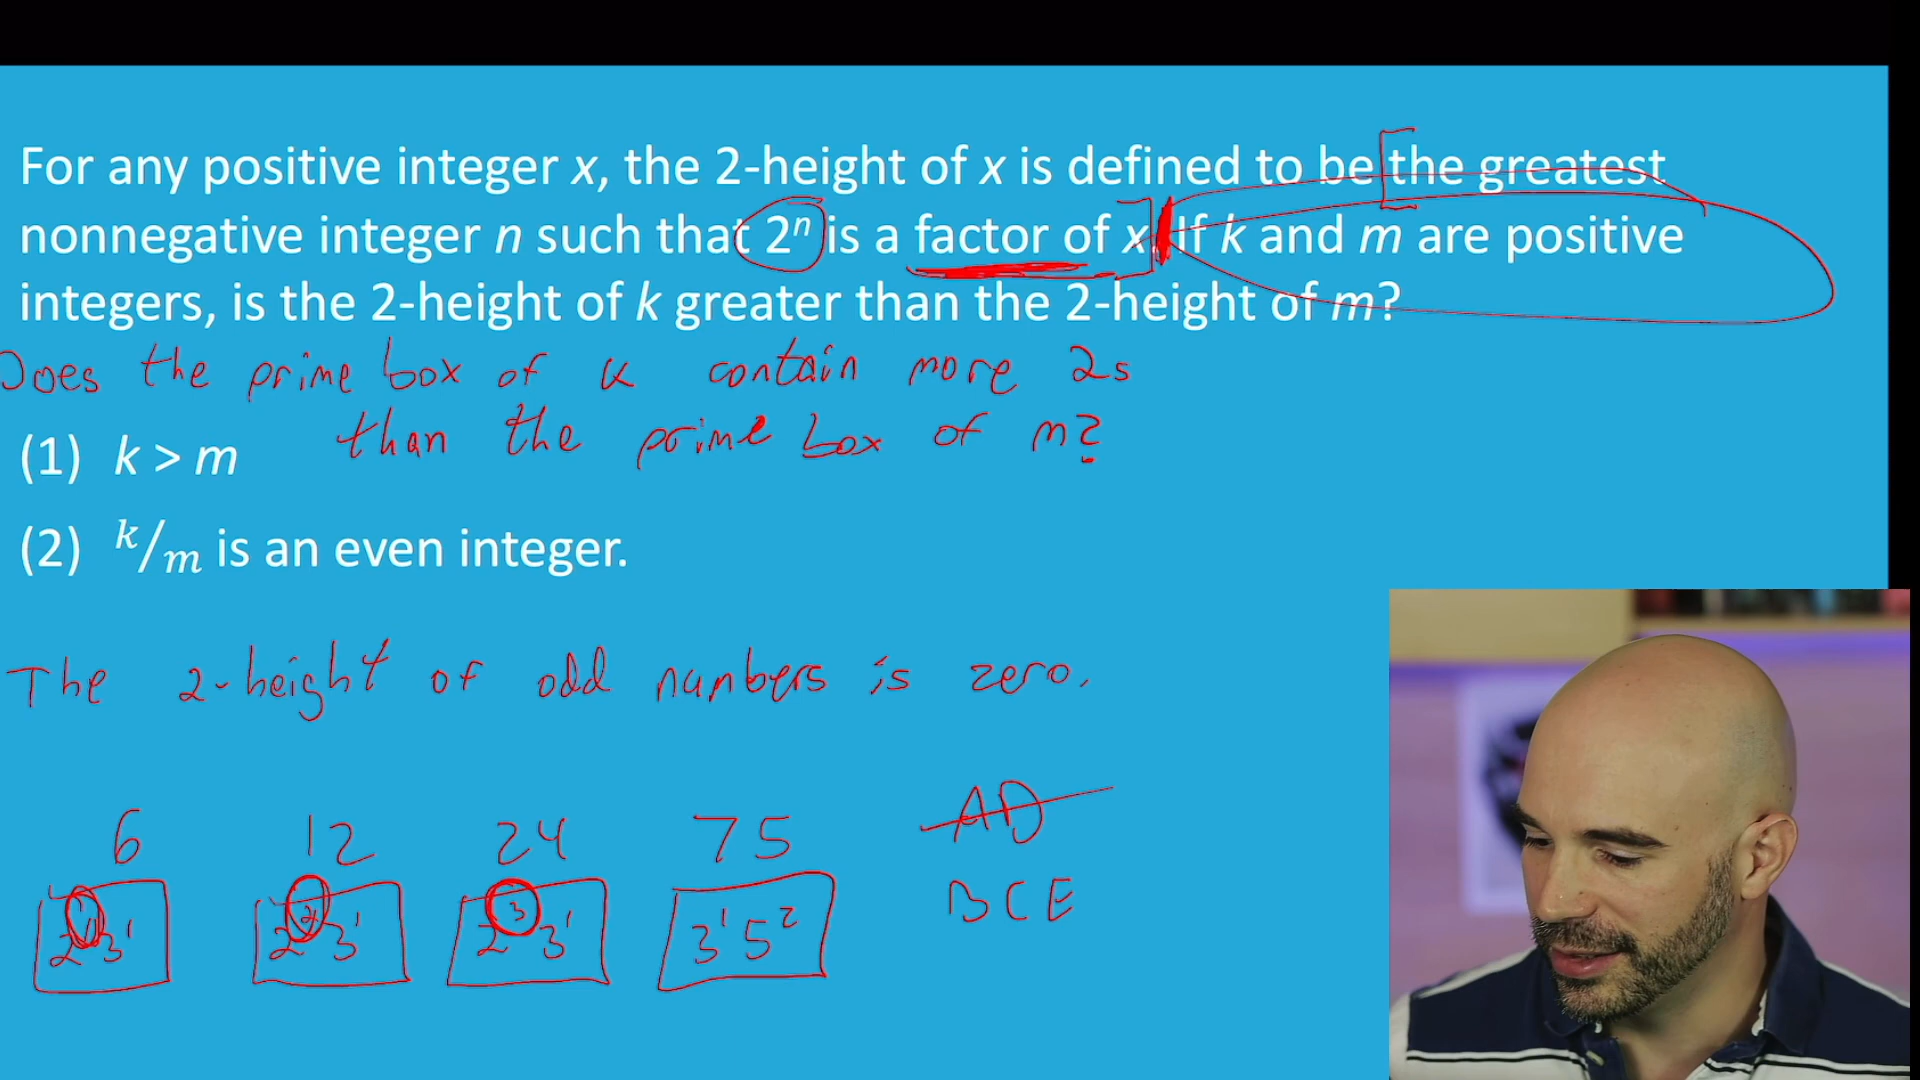 For any positive integer x, the 2-height of x is defined to be the greatest
nonnegative integer n such that 2ⁿ is a factor of x. If k and m are positive
integers, is the 2-height of k greater than the 2-height of m?
Does the prime box of k contain more 2s
than the prime box of m?
(1) k > m
(2) k/m is an even integer.
The 2-height of odd numbers is zero.
6 12 24 75 AD
2¹3¹ 2²3¹ 2³3¹ 3¹5² BCE